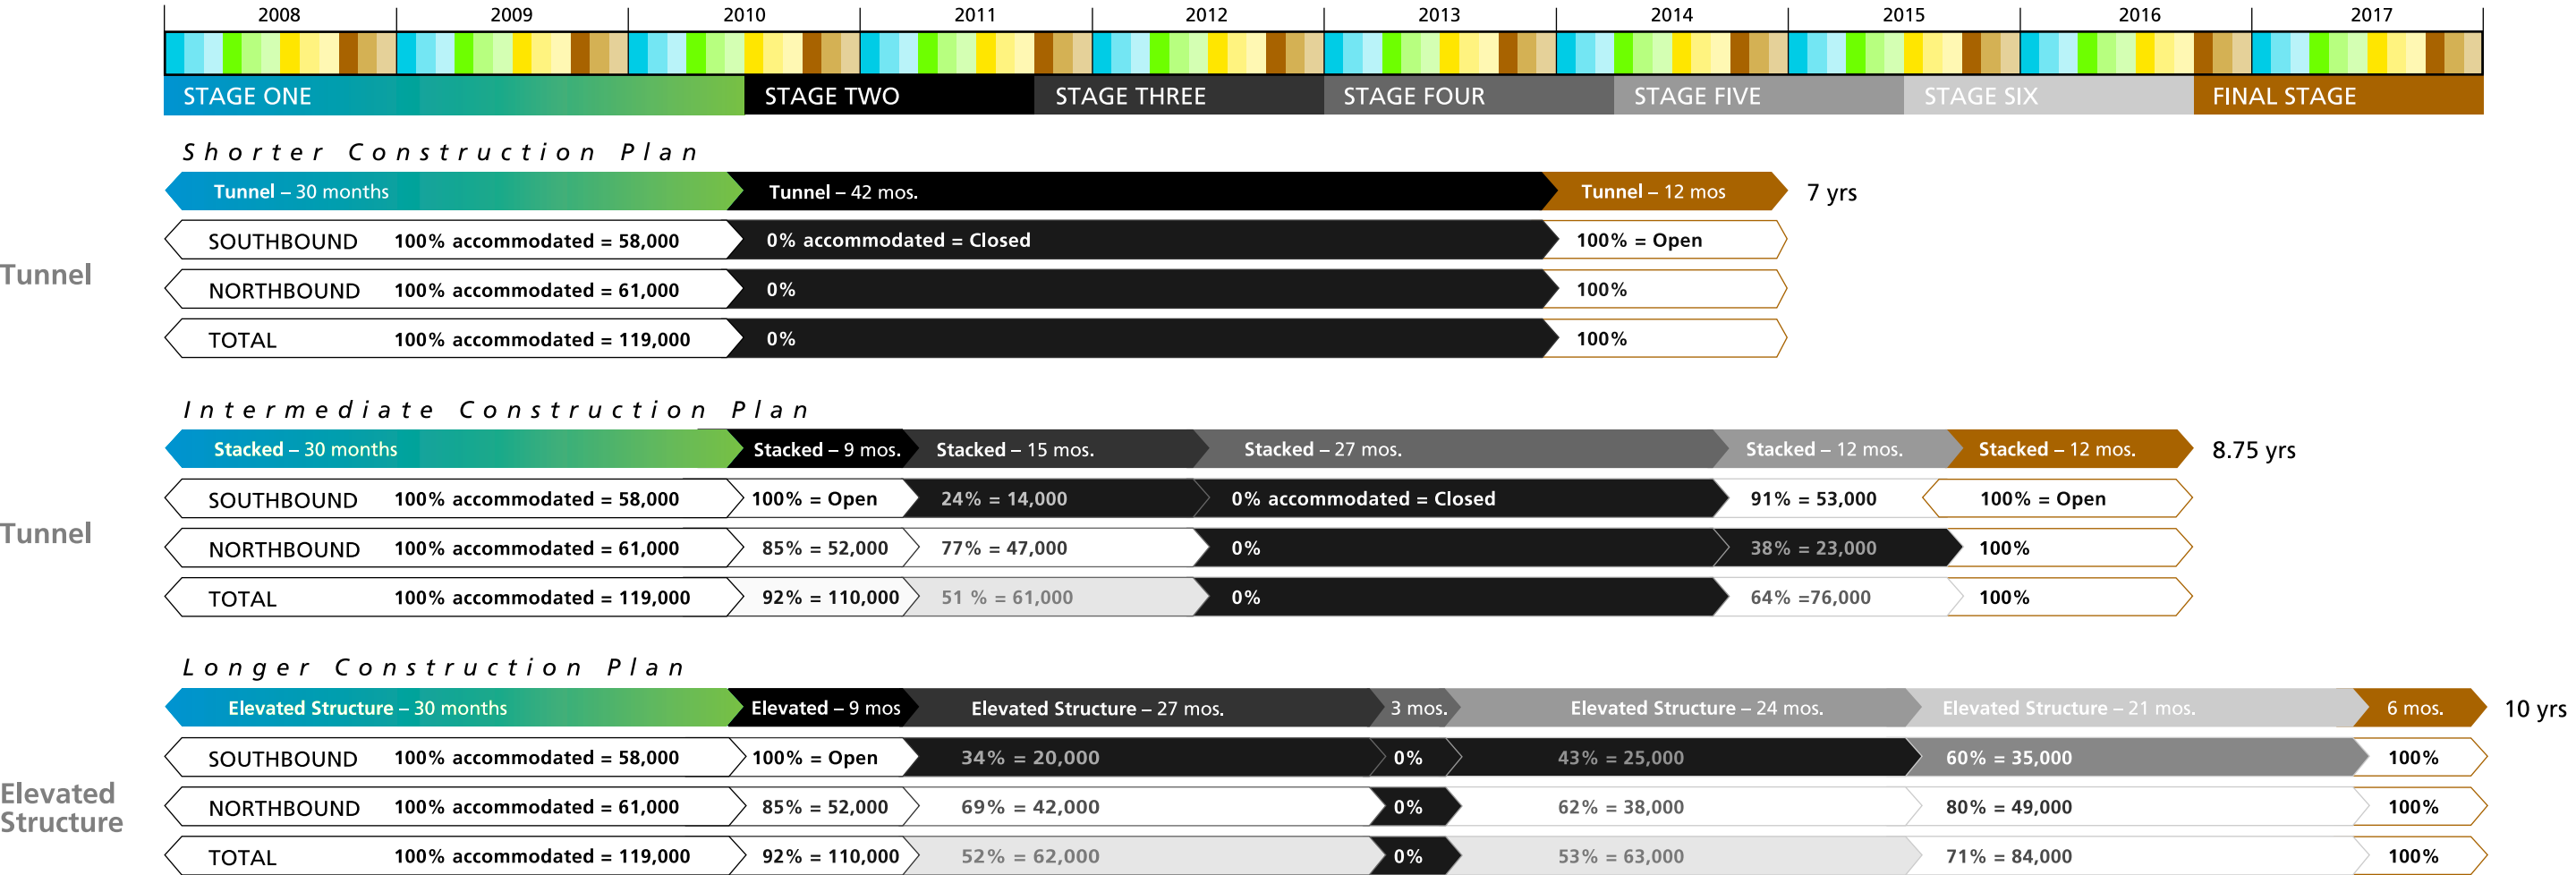 2008 2009 2010 2011 2012 2013 2014 2015 2016 2017
STAGE ONE STAGE TWO STAGE THREE STAGE FOUR STAGE FIVE STAGE SIX FINAL STAGE
Shorter Construction Plan
Tunnel – 30 months Tunnel – 42 mos. Tunnel – 12 mos 7 yrs
SOUTHBOUND 100% accommodated = 58,000 0% accommodated = Closed 100% = Open
Tunnel
NORTHBOUND 100% accommodated = 61,000 0% 100%
TOTAL 100% accommodated = 119,000 0% 100%
Intermediate Construction Plan
Stacked – 30 months Stacked – 9 mos. Stacked – 15 mos. Stacked – 27 mos. Stacked – 12 mos. Stacked – 12 mos. 8.75 yrs
SOUTHBOUND 100% accommodated = 58,000 100% = Open 24% = 14,000 0% accommodated = Closed 91% = 53,000 100% = Open
Tunnel
NORTHBOUND 100% accommodated = 61,000 85% = 52,000 77% = 47,000 0% 38% = 23,000 100%
TOTAL 100% accommodated = 119,000 92% = 110,000 51 % = 61,000 0% 64% =76,000 100%
Longer Construction Plan
Elevated Structure – 30 months Elevated – 9 mos Elevated Structure – 27 mos. 3 mos. Elevated Structure – 24 mos. Elevated Structure – 21 mos. 6 mos. 10 yrs
SOUTHBOUND 100% accommodated = 58,000 100% = Open 34% = 20,000 0% 43% = 25,000 60% = 35,000 100%
Elevated
Structure
NORTHBOUND 100% accommodated = 61,000 85% = 52,000 69% = 42,000 0% 62% = 38,000 80% = 49,000 100%
TOTAL 100% accommodated = 119,000 92% = 110,000 52% = 62,000 0% 53% = 63,000 71% = 84,000 100%